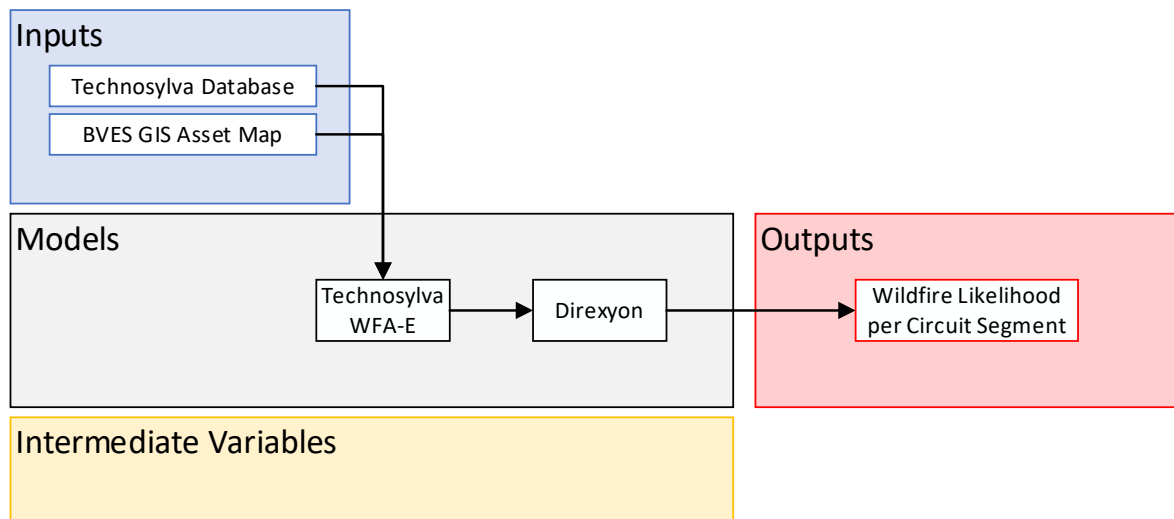 Inputs
Technosylva Database
BVES GIS Asset Map
Models
Technosylva
WFA-E
Direxyon
Outputs
Wildfire Likelihood
per Circuit Segment
Intermediate Variables